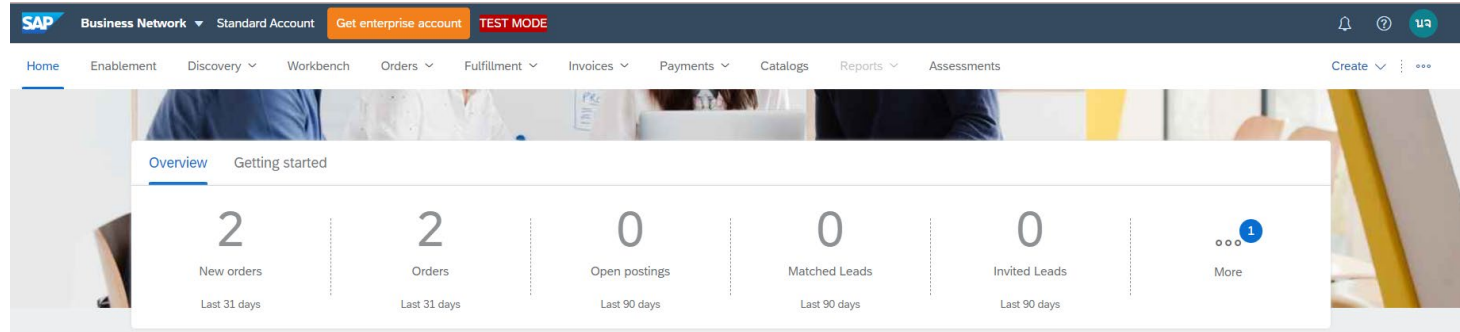 SAP Business Network Standard Account Get enterprise account TEST MODE บจ
Home Enablement Discovery Workbench Orders Fulfillment Invoices Payments Catalogs Reports Assessments Create
Overview Getting started
2 2 0 0 0 1
New orders Orders Open postings Matched Leads Invited Leads More
Last 31 days Last 31 days Last 90 days Last 90 days Last 90 days